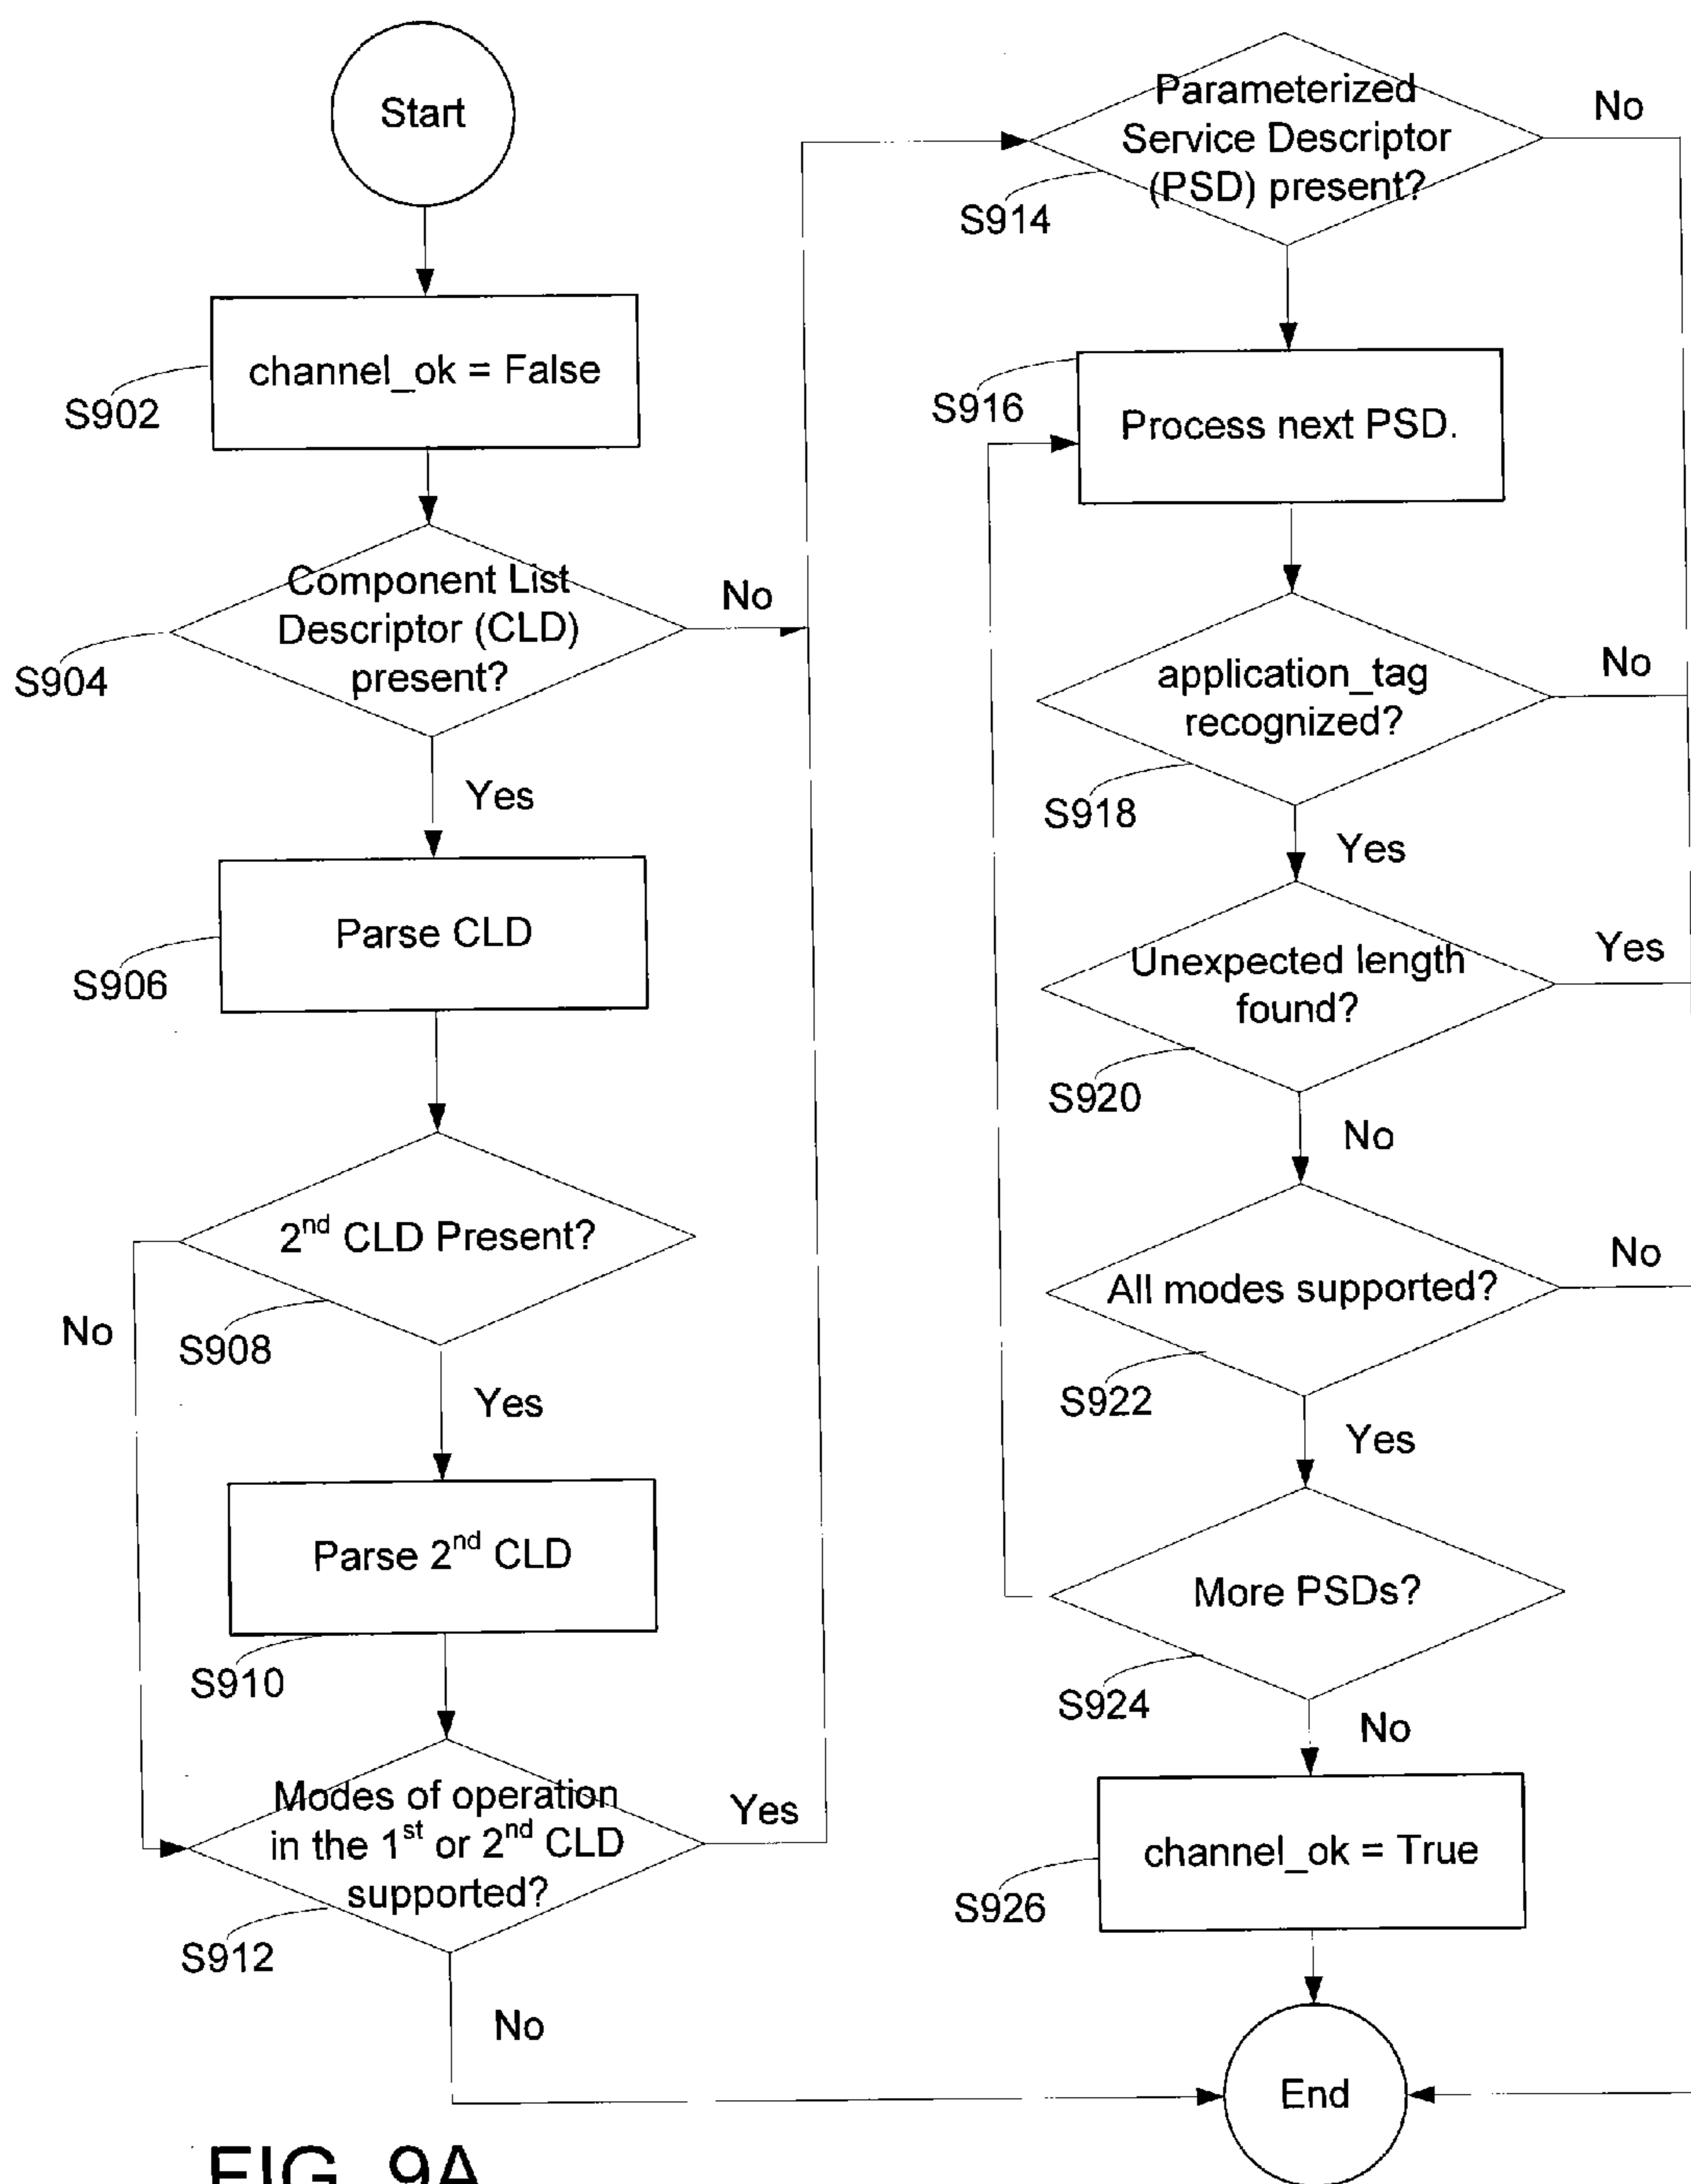 Start
channel_ok = False
S902
Component List
Descriptor (CLD)
present?
No
S904
Yes
Parse CLD
S906
2nd CLD Present?
No
S908
Yes
Parse 2nd CLD
S910
Modes of operation
in the 1st or 2nd CLD
supported?
Yes
S912
No
FIG. 9A
Parameterized
Service Descriptor
(PSD) present?
No
S914
Process next PSD.
S916
application_tag
recognized?
No
S918
Yes
Unexpected length
found?
Yes
S920
No
All modes supported?
No
S922
Yes
More PSDs?
S924
No
channel_ok = True
S926
End